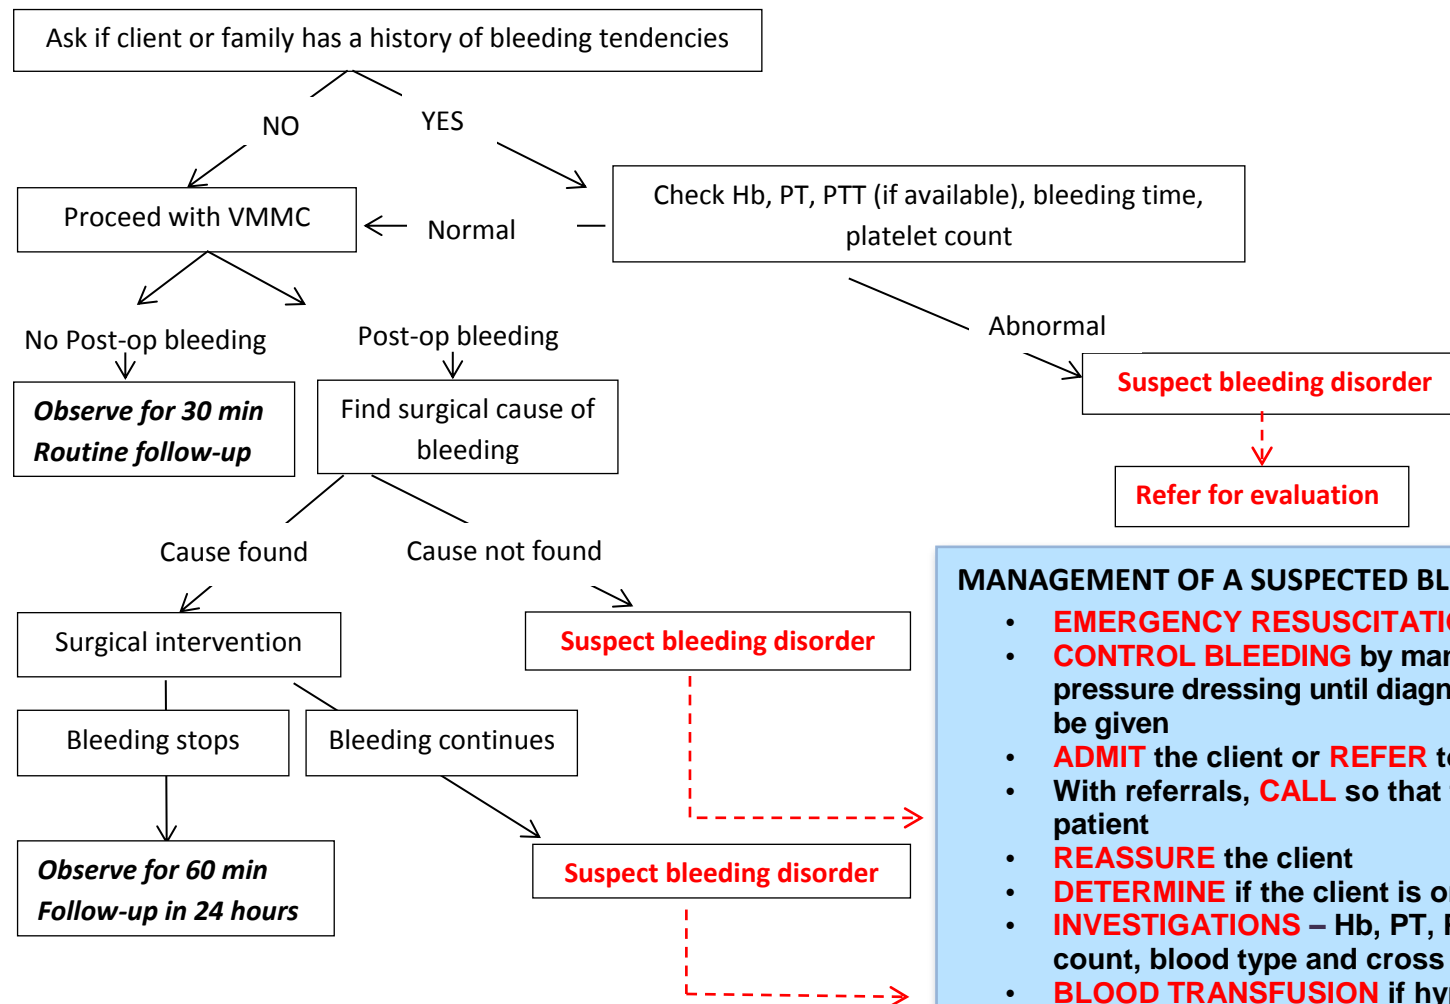 Ask if client or family has a history of bleeding tendencies
NO
YES
Proceed with VMMC
Normal
Check Hb, PT, PTT (if available), bleeding time,
platelet count
No Post-op bleeding
Post-op bleeding
Abnormal
Observe for 30 min
Routine follow-up
Find surgical cause of
bleeding
Suspect bleeding disorder
Refer for evaluation
Cause found
Cause not found
Surgical intervention
Suspect bleeding disorder
Bleeding stops
Bleeding continues
Observe for 60 min
Follow-up in 24 hours
Suspect bleeding disorder
MANAGEMENT OF A SUSPECTED
• EMERGENCY
• CONTROL BLEEDING by
pressure dressing until
be given
• ADMIT the client or REFER
• With referrals, CALL so that
patient
• REASSURE the client
• DETERMINE if the client is
• INVESTIGATIONS – Hb, PT,
count, blood type and cross
• BLOOD TRANSFUSION if